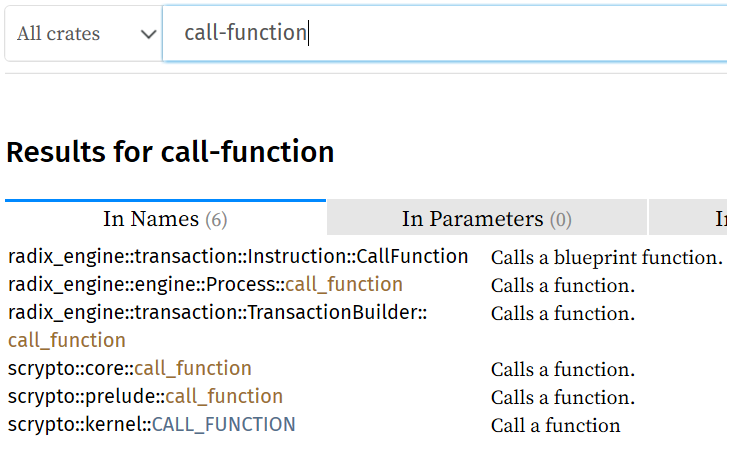 All crates
call-function
Results for call-function
In Names (6)
In Parameters (0)
radix_engine::transaction::Instruction::CallFunction Calls a blueprint function.
radix_engine::engine::Process::call_function Calls a function.
radix_engine::transaction::TransactionBuilder:: Calls a function.
call_function
scrypto::core::call_function Calls a function.
scrypto::prelude::call_function Calls a function.
scrypto::kernel::CALL_FUNCTION Call a function